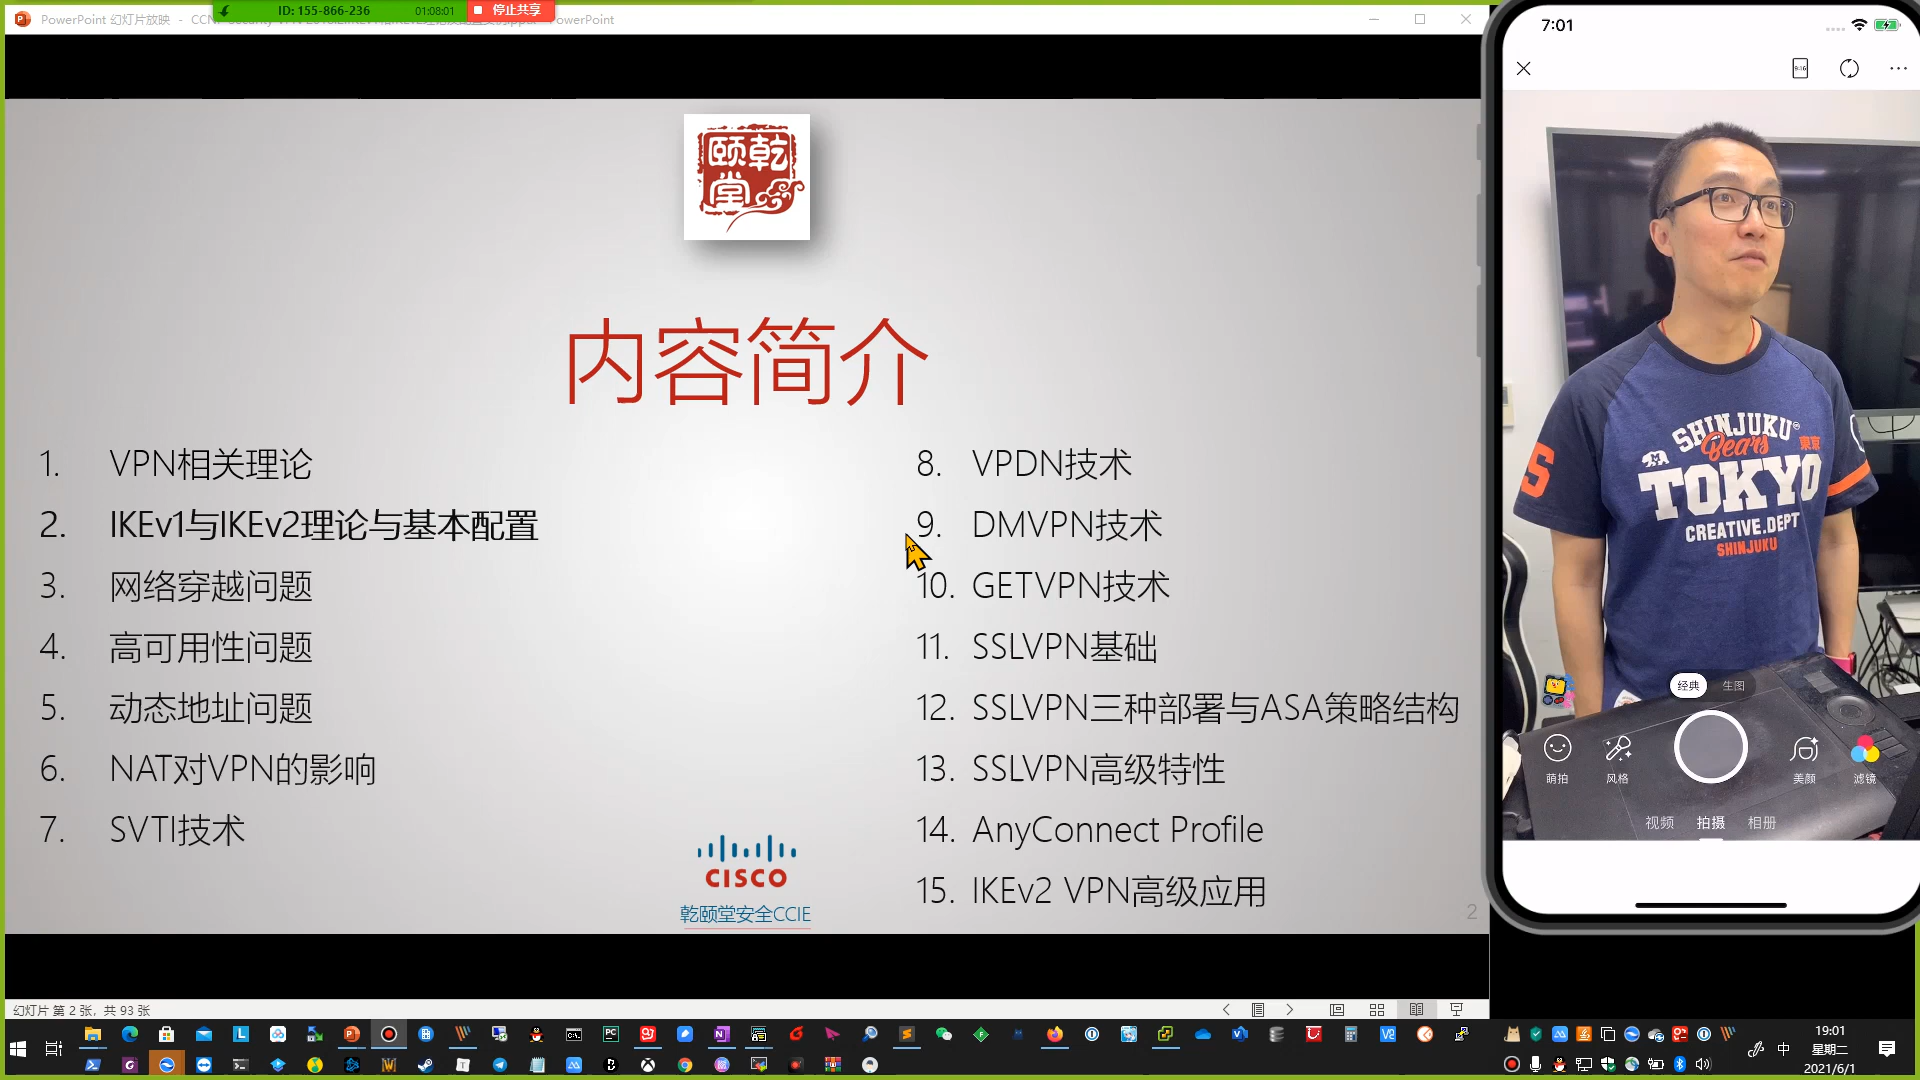 PowerPoint 幻灯片放映 - CCN
ID: 155-866-236
01:08:01
停止共享
PowerPoint
颐乾堂
内容简介
1. VPN相关理论
2. IKEv1与IKEv2理论与基本配置
3. 网络穿越问题
4. 高可用性问题
5. 动态地址问题
6. NAT对VPN的影响
7. SVTI技术
8. VPDN技术
9. DMVPN技术
10. GETVPN技术
11. SSLVPN基础
12. SSLVPN三种部署与ASA策略结构
13. SSLVPN高级特性
14. AnyConnect Profile
15. IKEv2 VPN高级应用
CISCO
乾颐堂安全CCIE
2
7:01
9:16
SHINJUKU
Bears 東京
TOKYO
CREATIVE.DEPT
SHINJUKU
S
经典 生图
萌拍 风格 美颜 滤镜
视频 拍摄 相册
幻灯片 第 2 张，共 93 张
中
19:01
星期二
2021/6/1